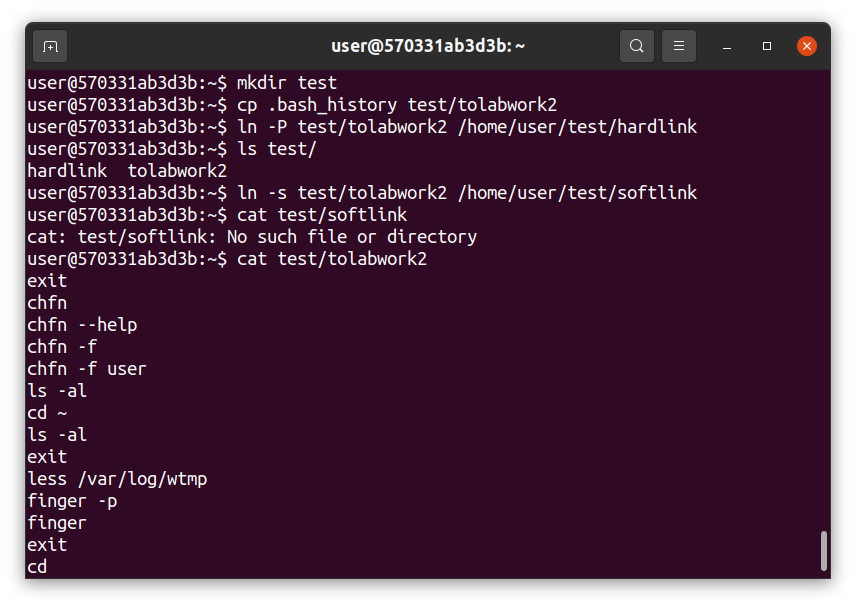 user@570331ab3d3b: ~
user@570331ab3d3b:~$ mkdir test
user@570331ab3d3b:~$ cp .bash_history test/tolabwork2
user@570331ab3d3b:~$ ln -P test/tolabwork2 /home/user/test/hardlink
user@570331ab3d3b:~$ ls test/
hardlink  tolabwork2
user@570331ab3d3b:~$ ln -s test/tolabwork2 /home/user/test/softlink
user@570331ab3d3b:~$ cat test/softlink
cat: test/softlink: No such file or directory
user@570331ab3d3b:~$ cat test/tolabwork2
exit
chfn
chfn --help
chfn -f
chfn -f user
ls -al
cd ~
ls -al
exit
less /var/log/wtmp
finger -p
finger
exit
cd